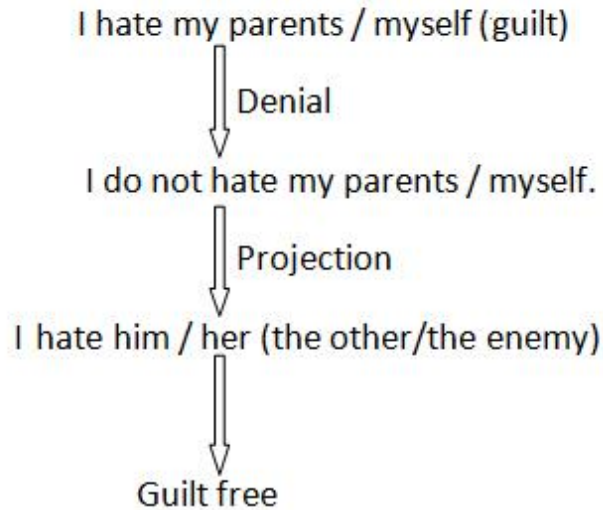 I hate my parents / myself (guilt)
Denial
I do not hate my parents / myself.
Projection
I hate him / her (the other/the enemy)
Guilt free